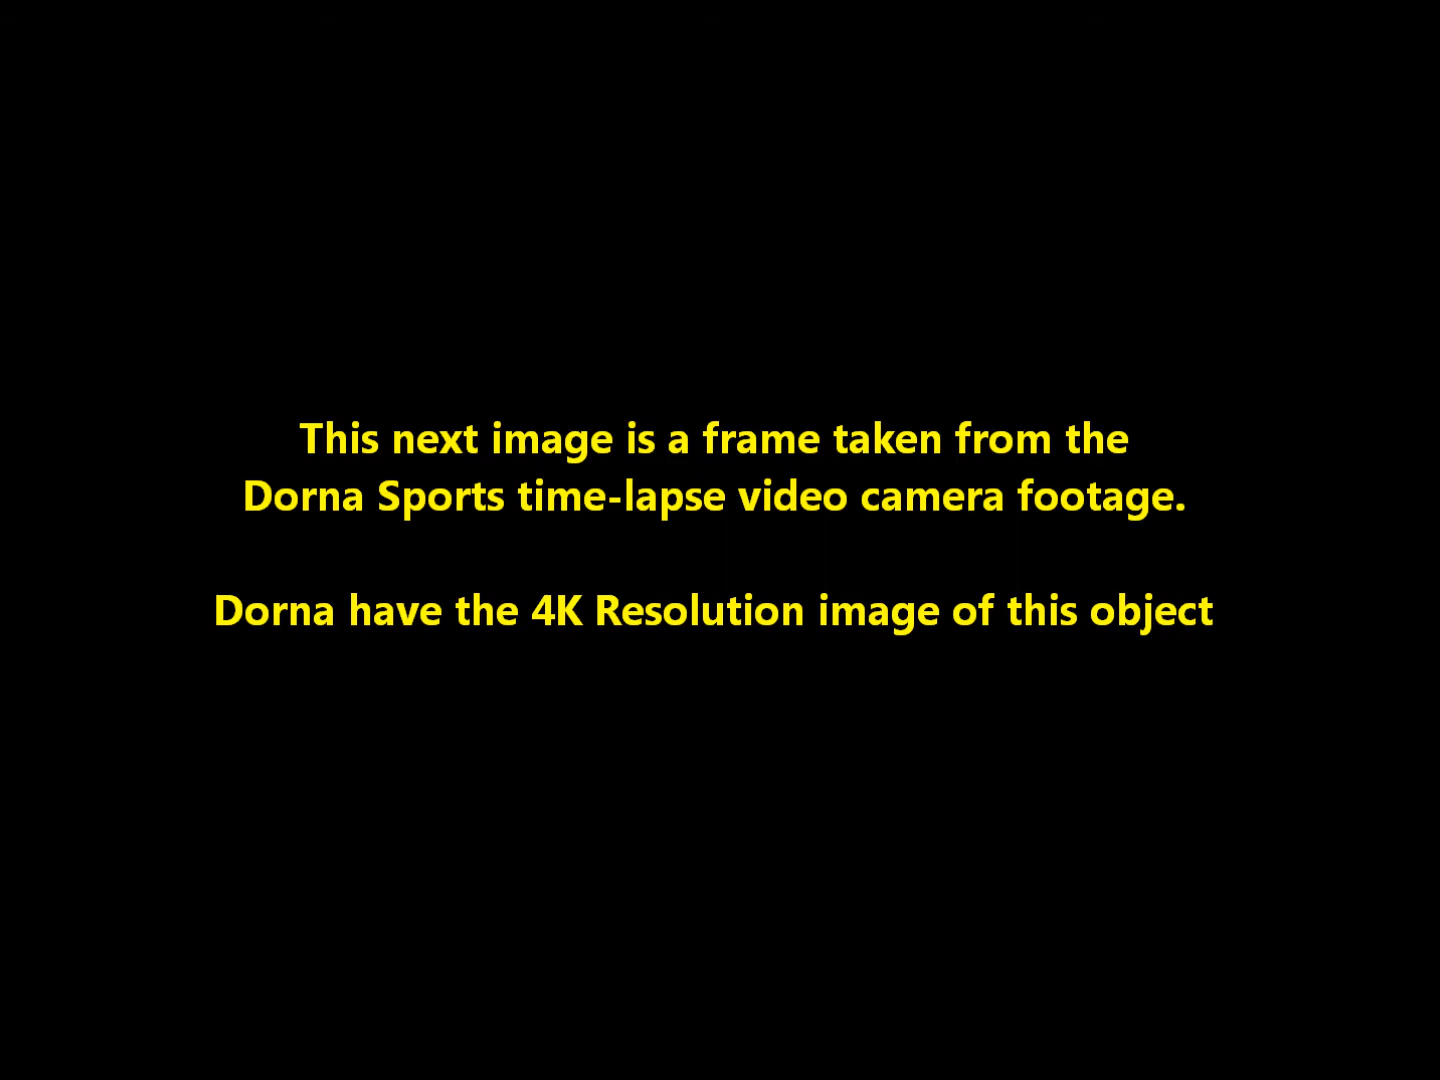 This next image is a frame taken from the
Dorna Sports time-lapse video camera footage.
Dorna have the 4K Resolution image of this object